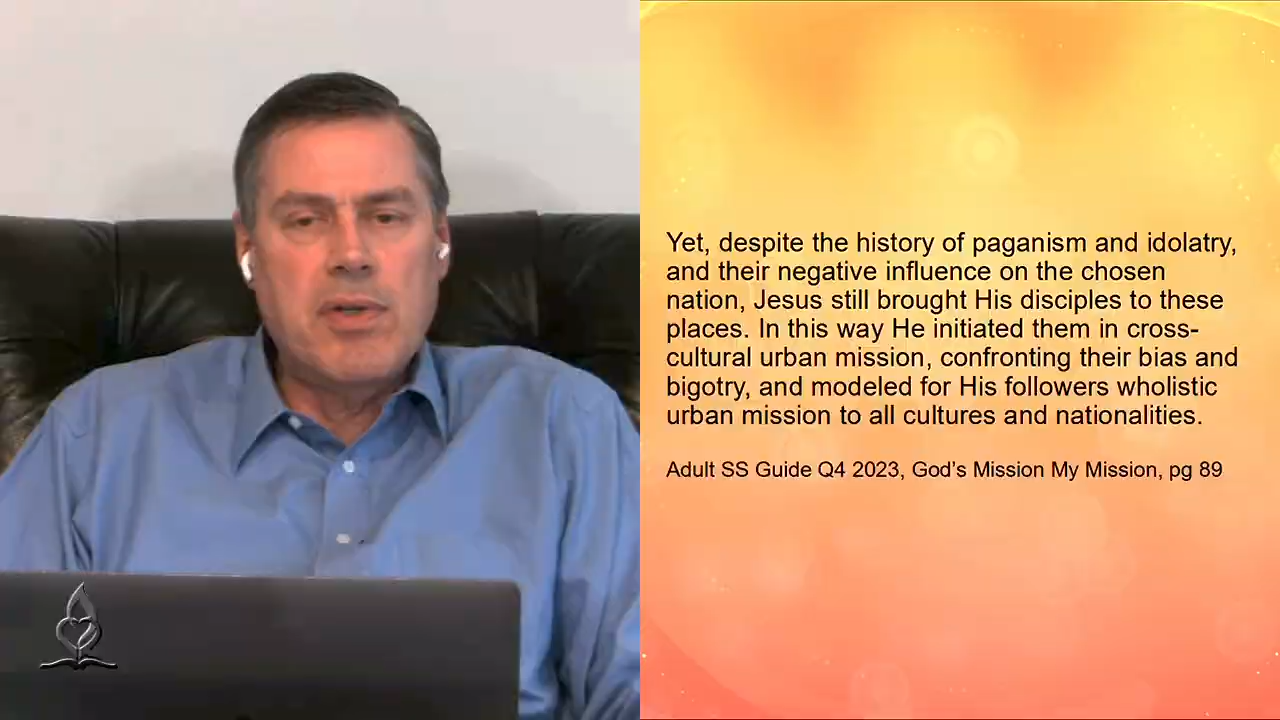 Yet, despite the history of paganism and idolatry,
and their negative influence on the chosen
nation, Jesus still brought His disciples to these
places. In this way He initiated them in cross-
cultural urban mission, confronting their bias and
bigotry, and modeled for His followers wholistic
urban mission to all cultures and nationalities.
Adult SS Guide Q4 2023, God’s Mission My Mission, pg 89